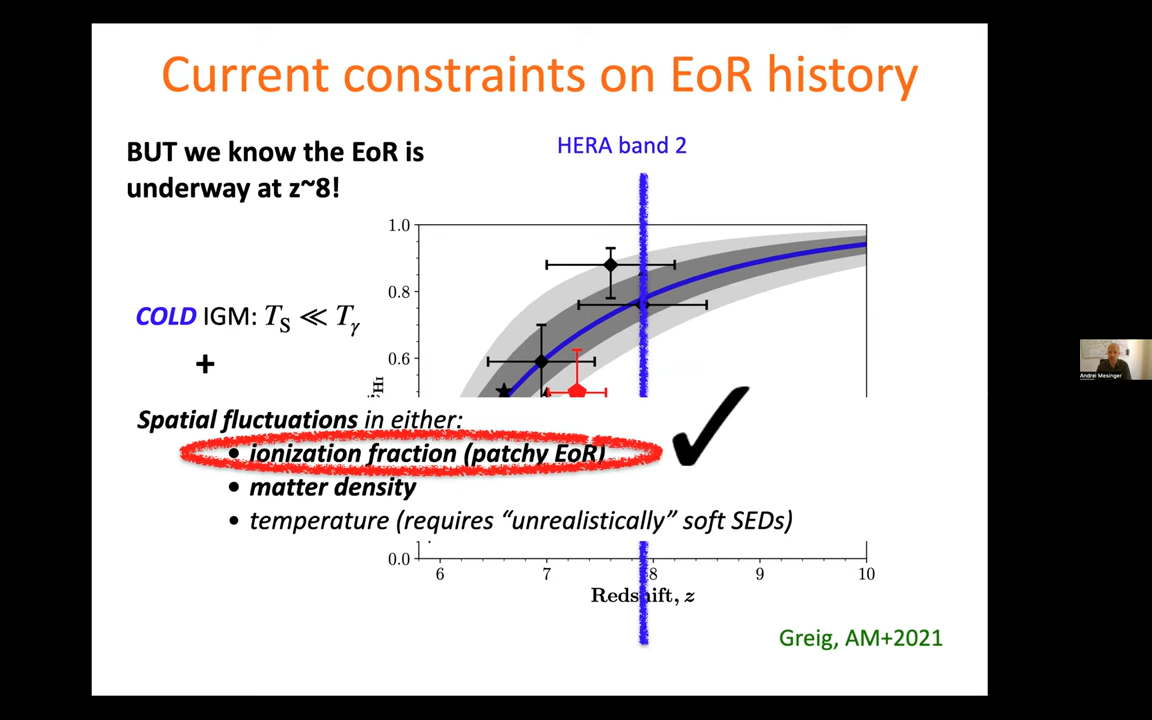 Current constraints on EoR history
BUT we know the EoR is
underway at z~8!
HERA band 2
1.0
0.8
COLD IGM: T_S ≪ T_γ
+
0.6
Spatial fluctuations in either:
• ionization fraction (patchy EoR)
• matter density
• temperature (requires “unrealistically” soft SEDs)
0.0
6 7 8 9 10
Redshift, z
Greig, AM+2021
Andrei Mesinger